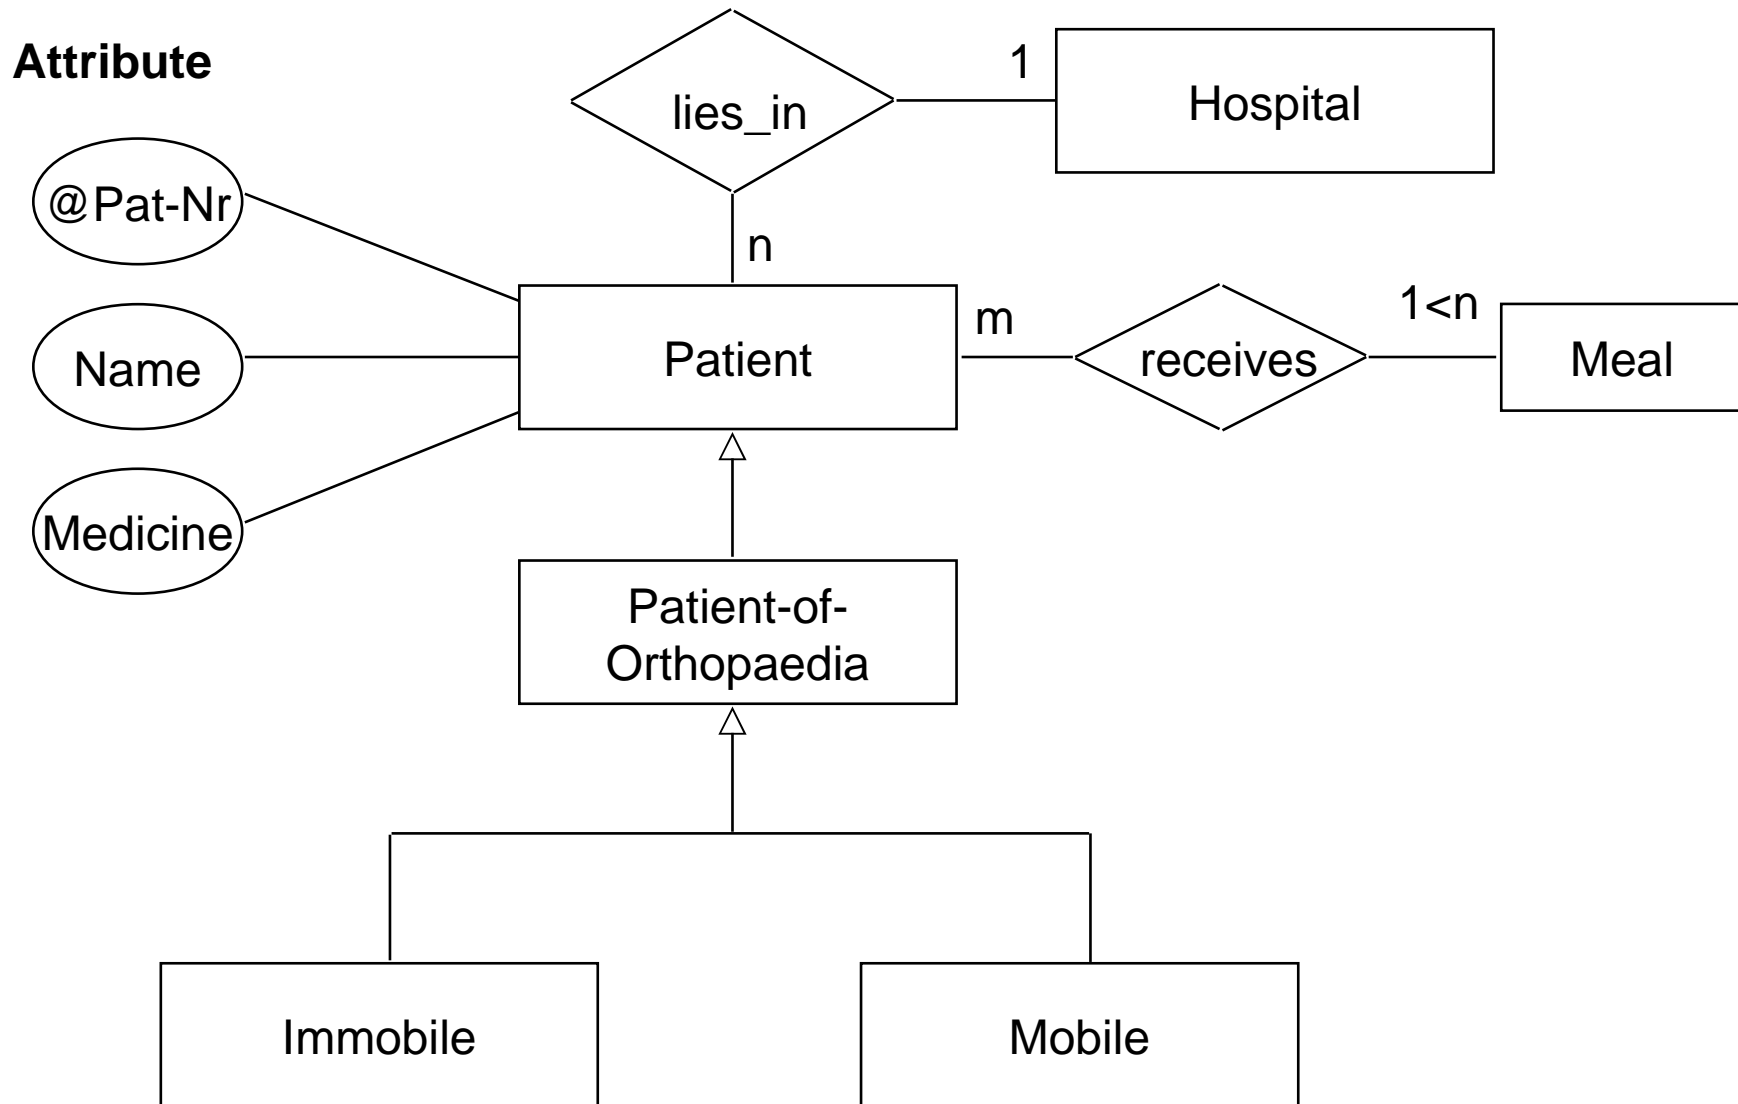 Attribute
1
Hospital
lies_in
@Pat-Nr
n
1<n
m
Name
Patient
receives
Meal
Medicine
Patient-of-
Orthopaedia
Immobile
Mobile